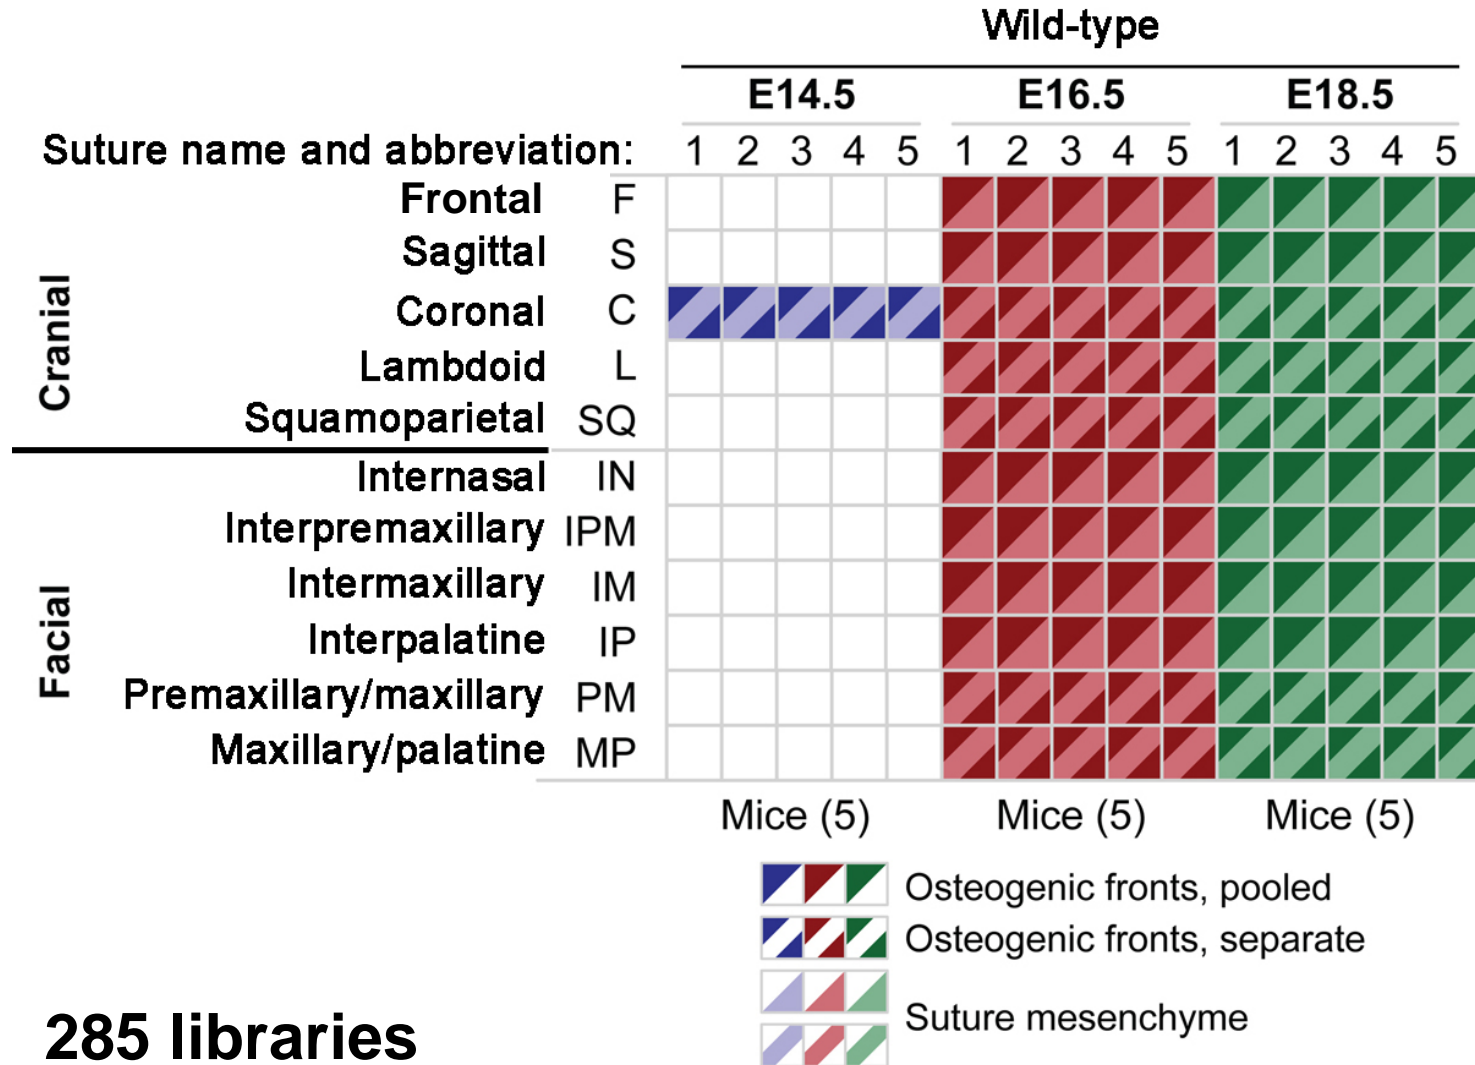 Wild-type
E14.5 E16.5 E18.5
Suture name and abbreviation: 1 2 3 4 5 1 2 3 4 5 1 2 3 4 5
Cranial
Frontal F
Sagittal S
Coronal C
Lambdoid L
Squamoparietal SQ
Facial
Internasal IN
Interpremaxillary IPM
Intermaxillary IM
Interpalatine IP
Premaxillary/maxillary PM
Maxillary/palatine MP
Mice (5) Mice (5) Mice (5)
Osteogenic fronts, pooled
Osteogenic fronts, separate
Suture mesenchyme
285 libraries